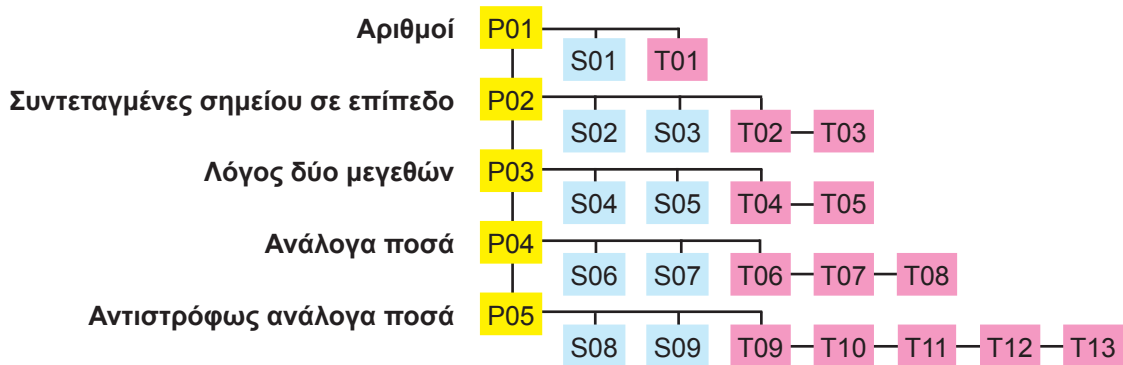 Αριθμοί P01
S01 T01
Συντεταγμένες σημείου σε επίπεδο P02
S02 S03 T02 T03
Λόγος δύο μεγεθών P03
S04 S05 T04 T05
Ανάλογα ποσά P04
S06 S07 T06 T07 T08
Αντιστρόφως ανάλογα ποσά P05
S08 S09 T09 T10 T11 T12 T13